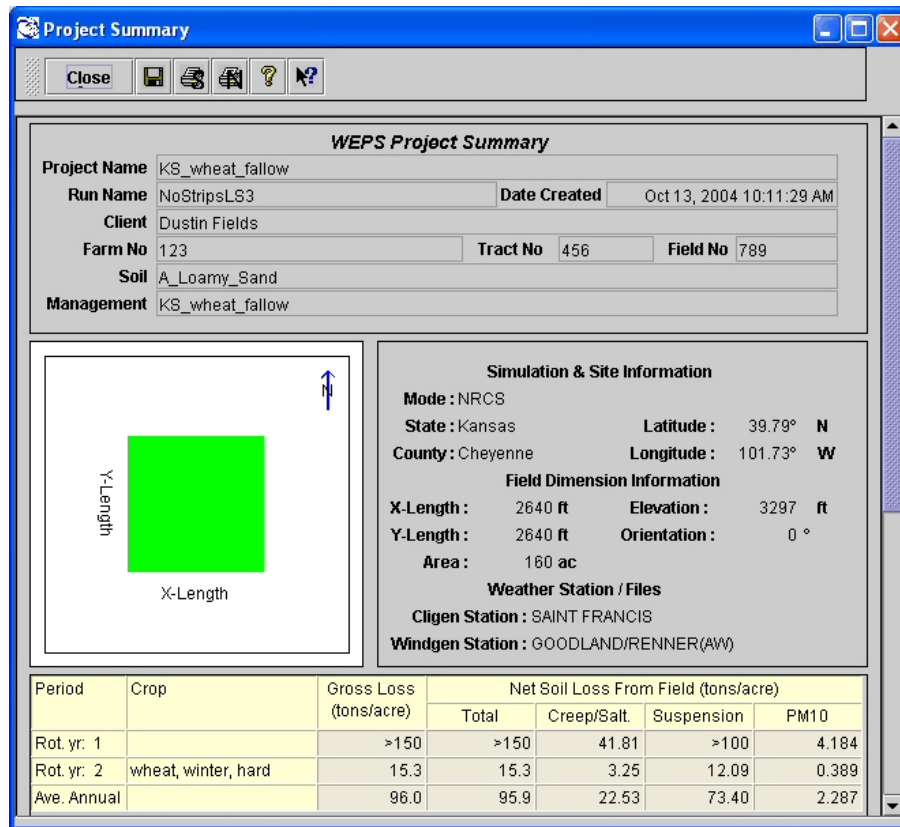 Project Summary
Close
WEPS Project Summary
Project Name KS_wheat_fallow
Run Name NoStripsLS3 Date Created Oct 13, 2004 10:11:29 AM
Client Dustin Fields
Farm No 123 Tract No 456 Field No 789
Soil A_Loamy_Sand
Management KS_wheat_fallow
N
Y-Length
X-Length
Simulation & Site Information
Mode : NRCS
State : Kansas Latitude : 39.79° N
County : Cheyenne Longitude : 101.73° W
Field Dimension Information
X-Length : 2640 ft Elevation : 3297 ft
Y-Length : 2640 ft Orientation : 0 °
Area : 160 ac
Weather Station / Files
Cligen Station : SAINT FRANCIS
Windgen Station : GOODLAND/RENNER(AW)
Period Crop Gross Loss (tons/acre) Net Soil Loss From Field (tons/acre)
Total Creep/Salt. Suspension PM10
Rot. yr: 1 >150 >150 41.81 >100 4.184
Rot. yr: 2 wheat, winter, hard 15.3 15.3 3.25 12.09 0.389
Ave. Annual 96.0 95.9 22.53 73.40 2.287